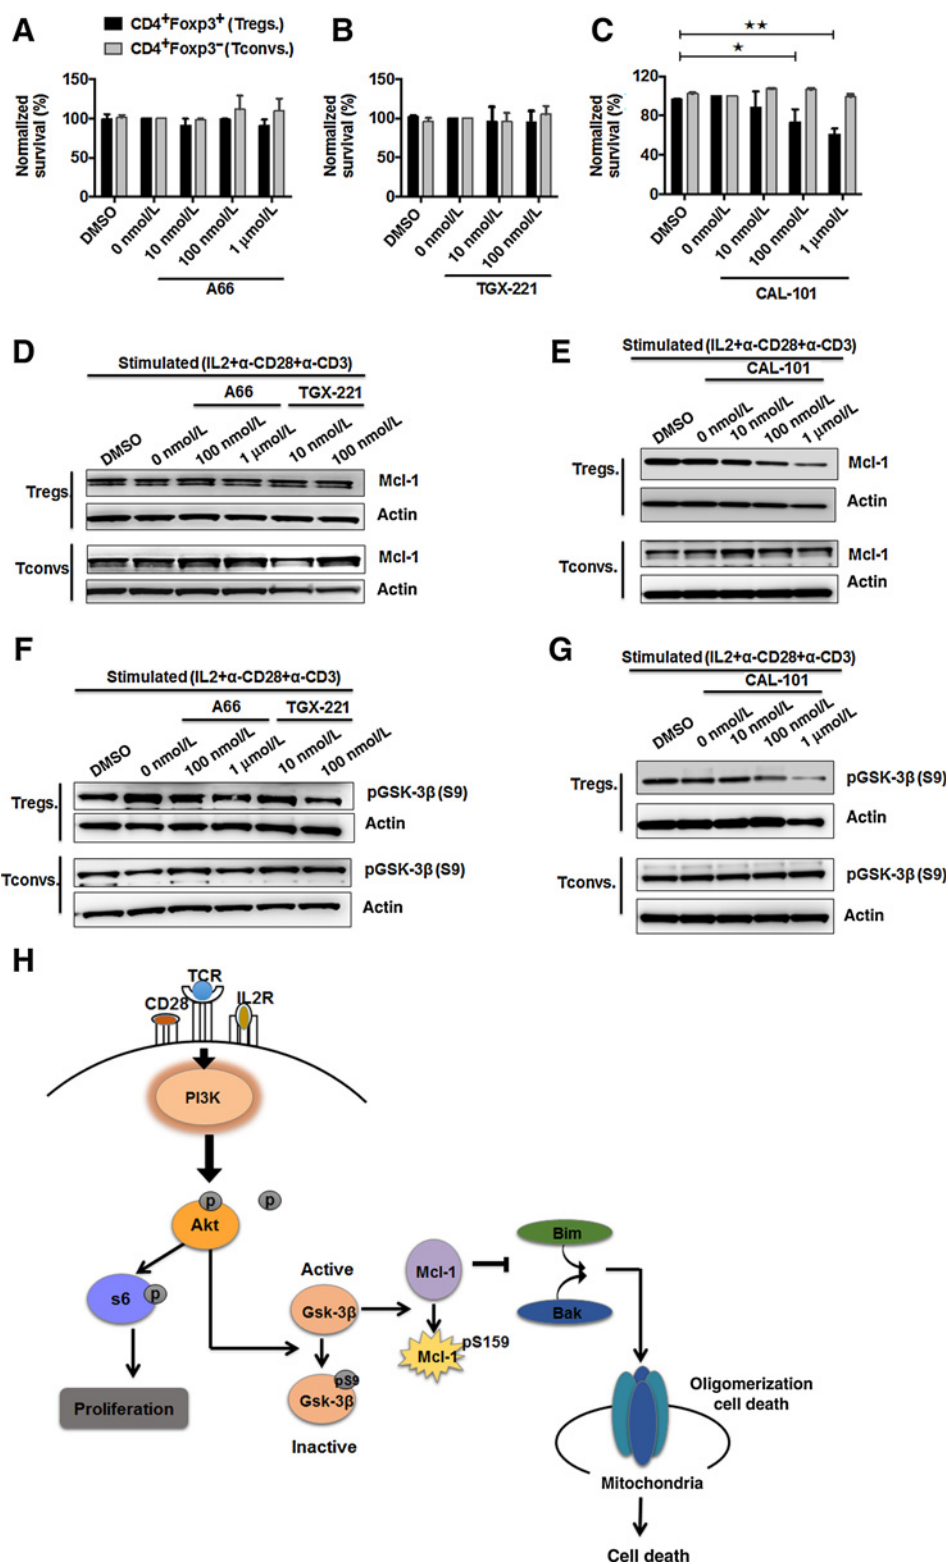 A
CD4+Foxp3+ (Tregs.)
CD4+Foxp3−(Tconvs.)
Normalized
survival (%)
150
100
50
0
DMSO
0 nmol/L
10 nmol/L
100 nmol/L
1 µmol/L
A66
B
Normalized
survival (%)
150
100
50
0
DMSO
0 nmol/L
10 nmol/L
100 nmol/L
TGX-221
C
★★
★
Normalized
survival (%)
120
80
40
0
DMSO
0 nmol/L
10 nmol/L
100 nmol/L
1 µmol/L
CAL-101
D
Stimulated (IL2+α-CD28+α-CD3)
A66
TGX-221
DMSO
0 nmol/L
100 nmol/L
1 µmol/L
10 nmol/L
100 nmol/L
Tregs.
Mcl-1
Actin
Tconvs
Mcl-1
Actin
E
Stimulated (IL2+α-CD28+α-CD3)
CAL-101
DMSO
0 nmol/L
10 nmol/L
100 nmol/L
1 µmol/L
Tregs.
Mcl-1
Actin
Tconvs.
Mcl-1
Actin
F
Stimulated (IL2+α-CD28+α-CD3)
A66
TGX-221
DMSO
0 nmol/L
100 nmol/L
1 µmol/L
10 nmol/L
100 nmol/L
Tregs.
pGSK-3β (S9)
Actin
Tconvs.
pGSK-3β (S9)
Actin
G
Stimulated (IL2+α-CD28+α-CD3)
CAL-101
DMSO
0 nmol/L
10 nmol/L
100 nmol/L
1 µmol/L
Tregs.
pGSK-3β (S9)
Actin
Tconvs.
pGSK-3β (S9)
Actin
H
TCR
CD28
IL2R
PI3K
p
p
Akt
s6
p
Proliferation
Active
Gsk-3β
pS9
Gsk-3β
Inactive
Mcl-1
pS159
Mcl-1
Bim
Bak
Oligomerization
cell death
Mitochondria
Cell death